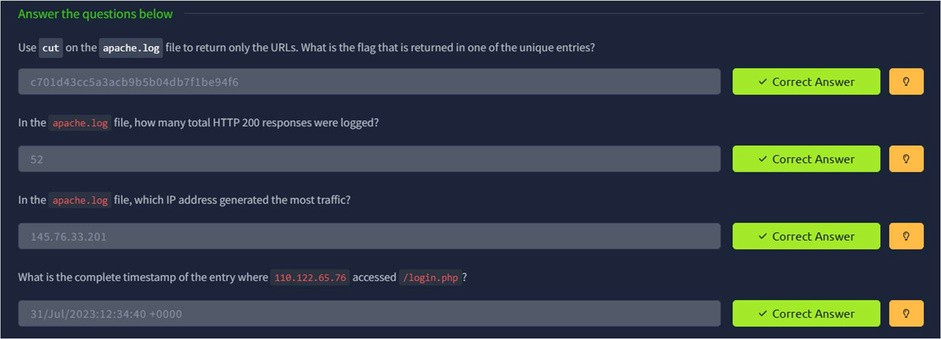 Answer the questions below
Use cut on the apache.log file to return only the URLs. What is the flag that is returned in one of the unique entries?
c701d43cc5a3acb9b5b04db7f1be94f6
✓ Correct Answer
In the apache.log file, how many total HTTP 200 responses were logged?
52
✓ Correct Answer
In the apache.log file, which IP address generated the most traffic?
145.76.33.201
✓ Correct Answer
What is the complete timestamp of the entry where 110.122.65.76 accessed /login.php ?
31/Jul/2023:12:34:40 +0000
✓ Correct Answer